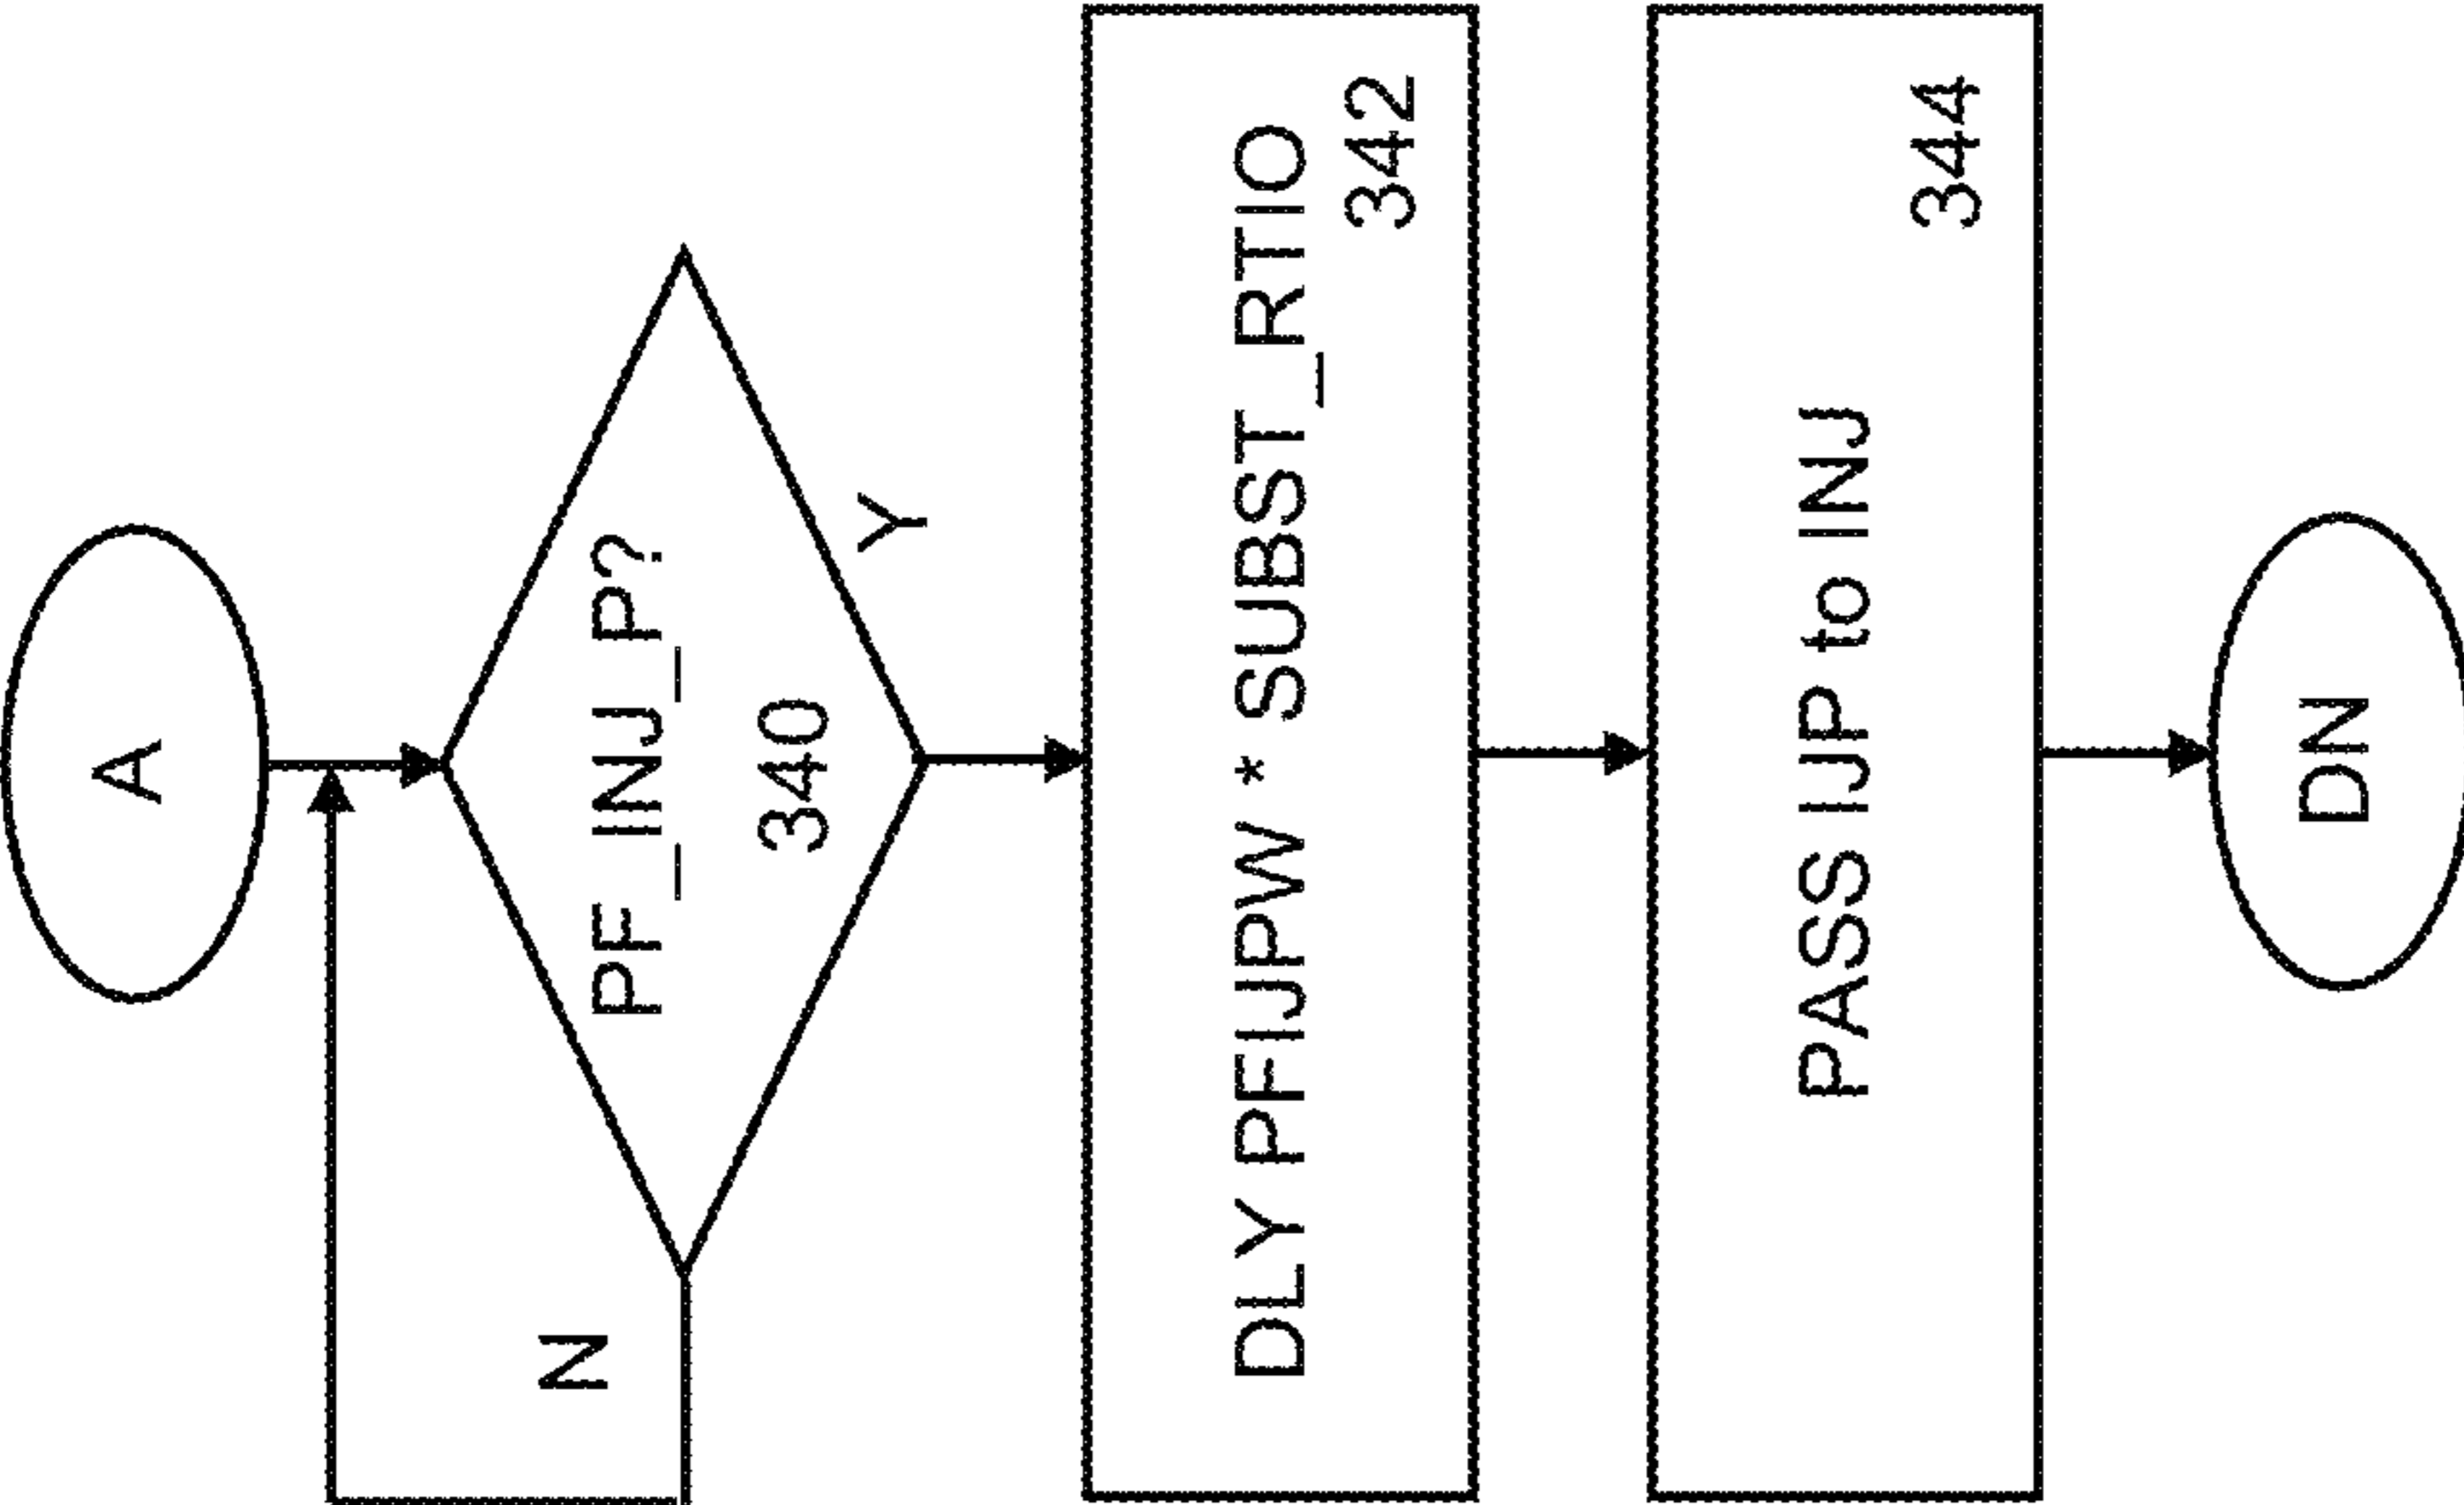 A
N
PF_INJ_P?
340
Y
DLY PFIJPW * SUBST_RTIO
342
PASS IJP to INJ
344
DN